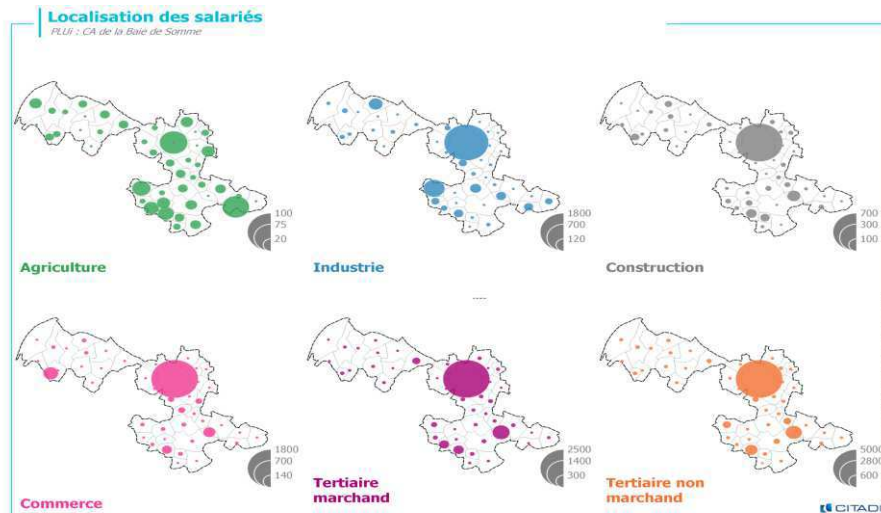 Localisation des salariés
PLUi : CA de la Baie de Somme
100
75
20
Agriculture
1800
700
120
Industrie
700
300
100
Construction
1800
700
140
Commerce
2500
1400
300
Tertiaire
marchand
5000
2800
600
Tertiaire non
marchand